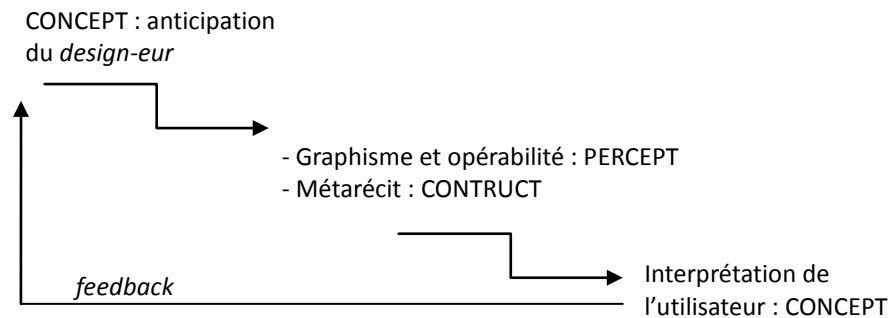 CONCEPT : anticipation
du design-eur
- Graphisme et opérabilité : PERCEPT
- Métarécit : CONTRUCT
feedback
Interprétation de
l’utilisateur : CONCEPT